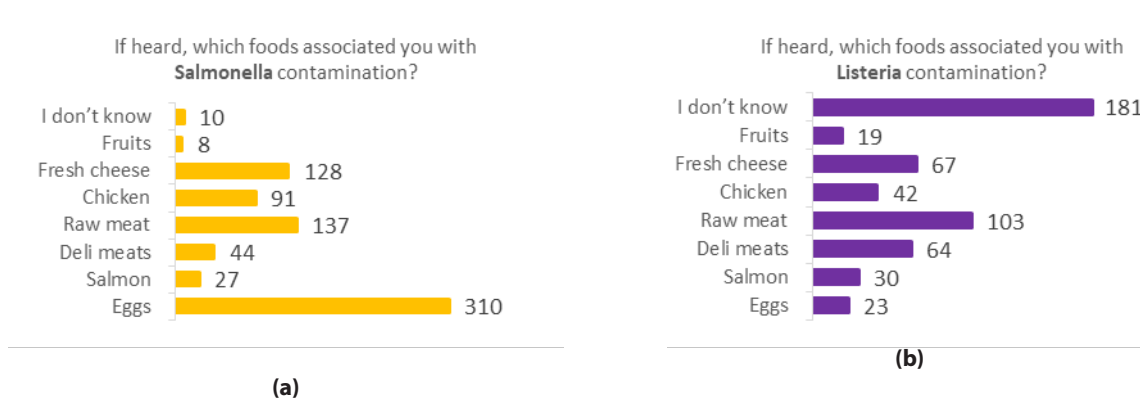 If heard, which foods associated you with
Salmonella contamination?
I don't know 10
Fruits 8
Fresh cheese 128
Chicken 91
Raw meat 137
Deli meats 44
Salmon 27
Eggs 310
(a)
If heard, which foods associated you with
Listeria contamination?
I don't know 181
Fruits 19
Fresh cheese 67
Chicken 42
Raw meat 103
Deli meats 64
Salmon 30
Eggs 23
(b)